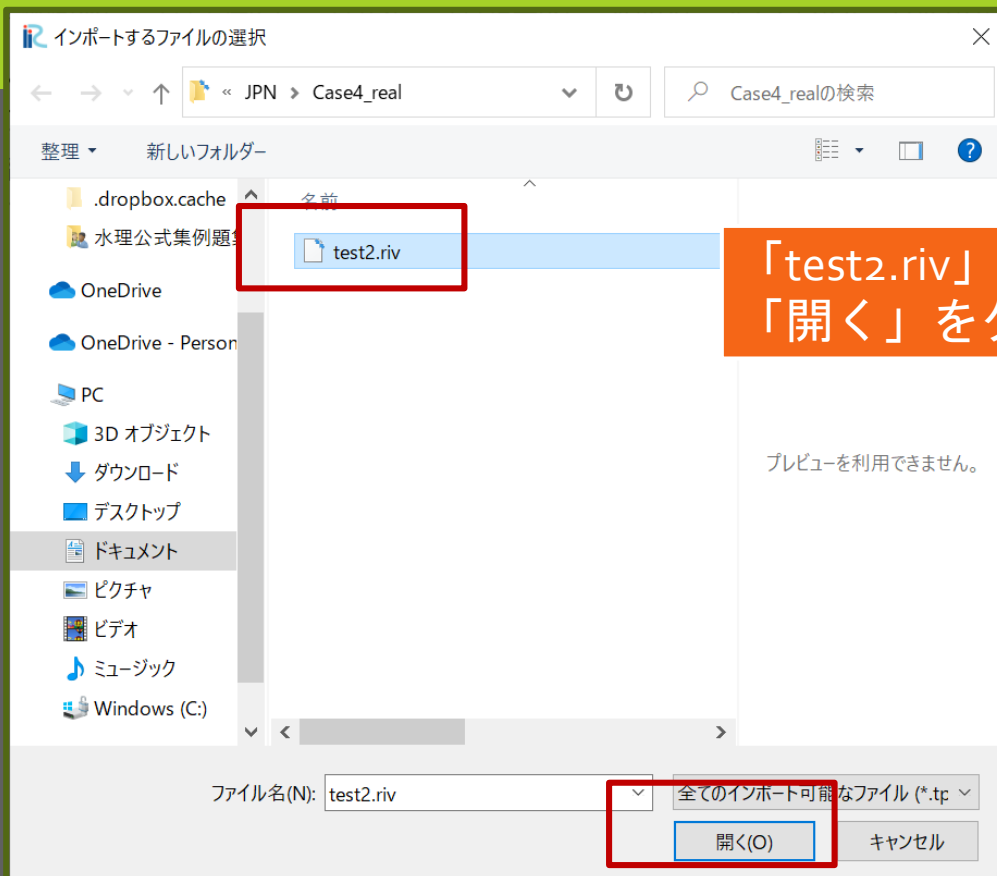 インポートするファイルの選択
« JPN > Case4_real
Case4_realの検索
整理
新しいフォルダー
.dropbox.cache
水理公式集例題
OneDrive
OneDrive - Person
PC
3D オブジェクト
ダウンロード
デスクトップ
ドキュメント
ピクチャ
ビデオ
ミュージック
Windows (C:)
名前
test2.riv
「test2.riv」
「開く」を
プレビューを利用できません。
ファイル名(N): test2.riv
全てのインポート可能なファイル (*.tp
開く(O)
キャンセル